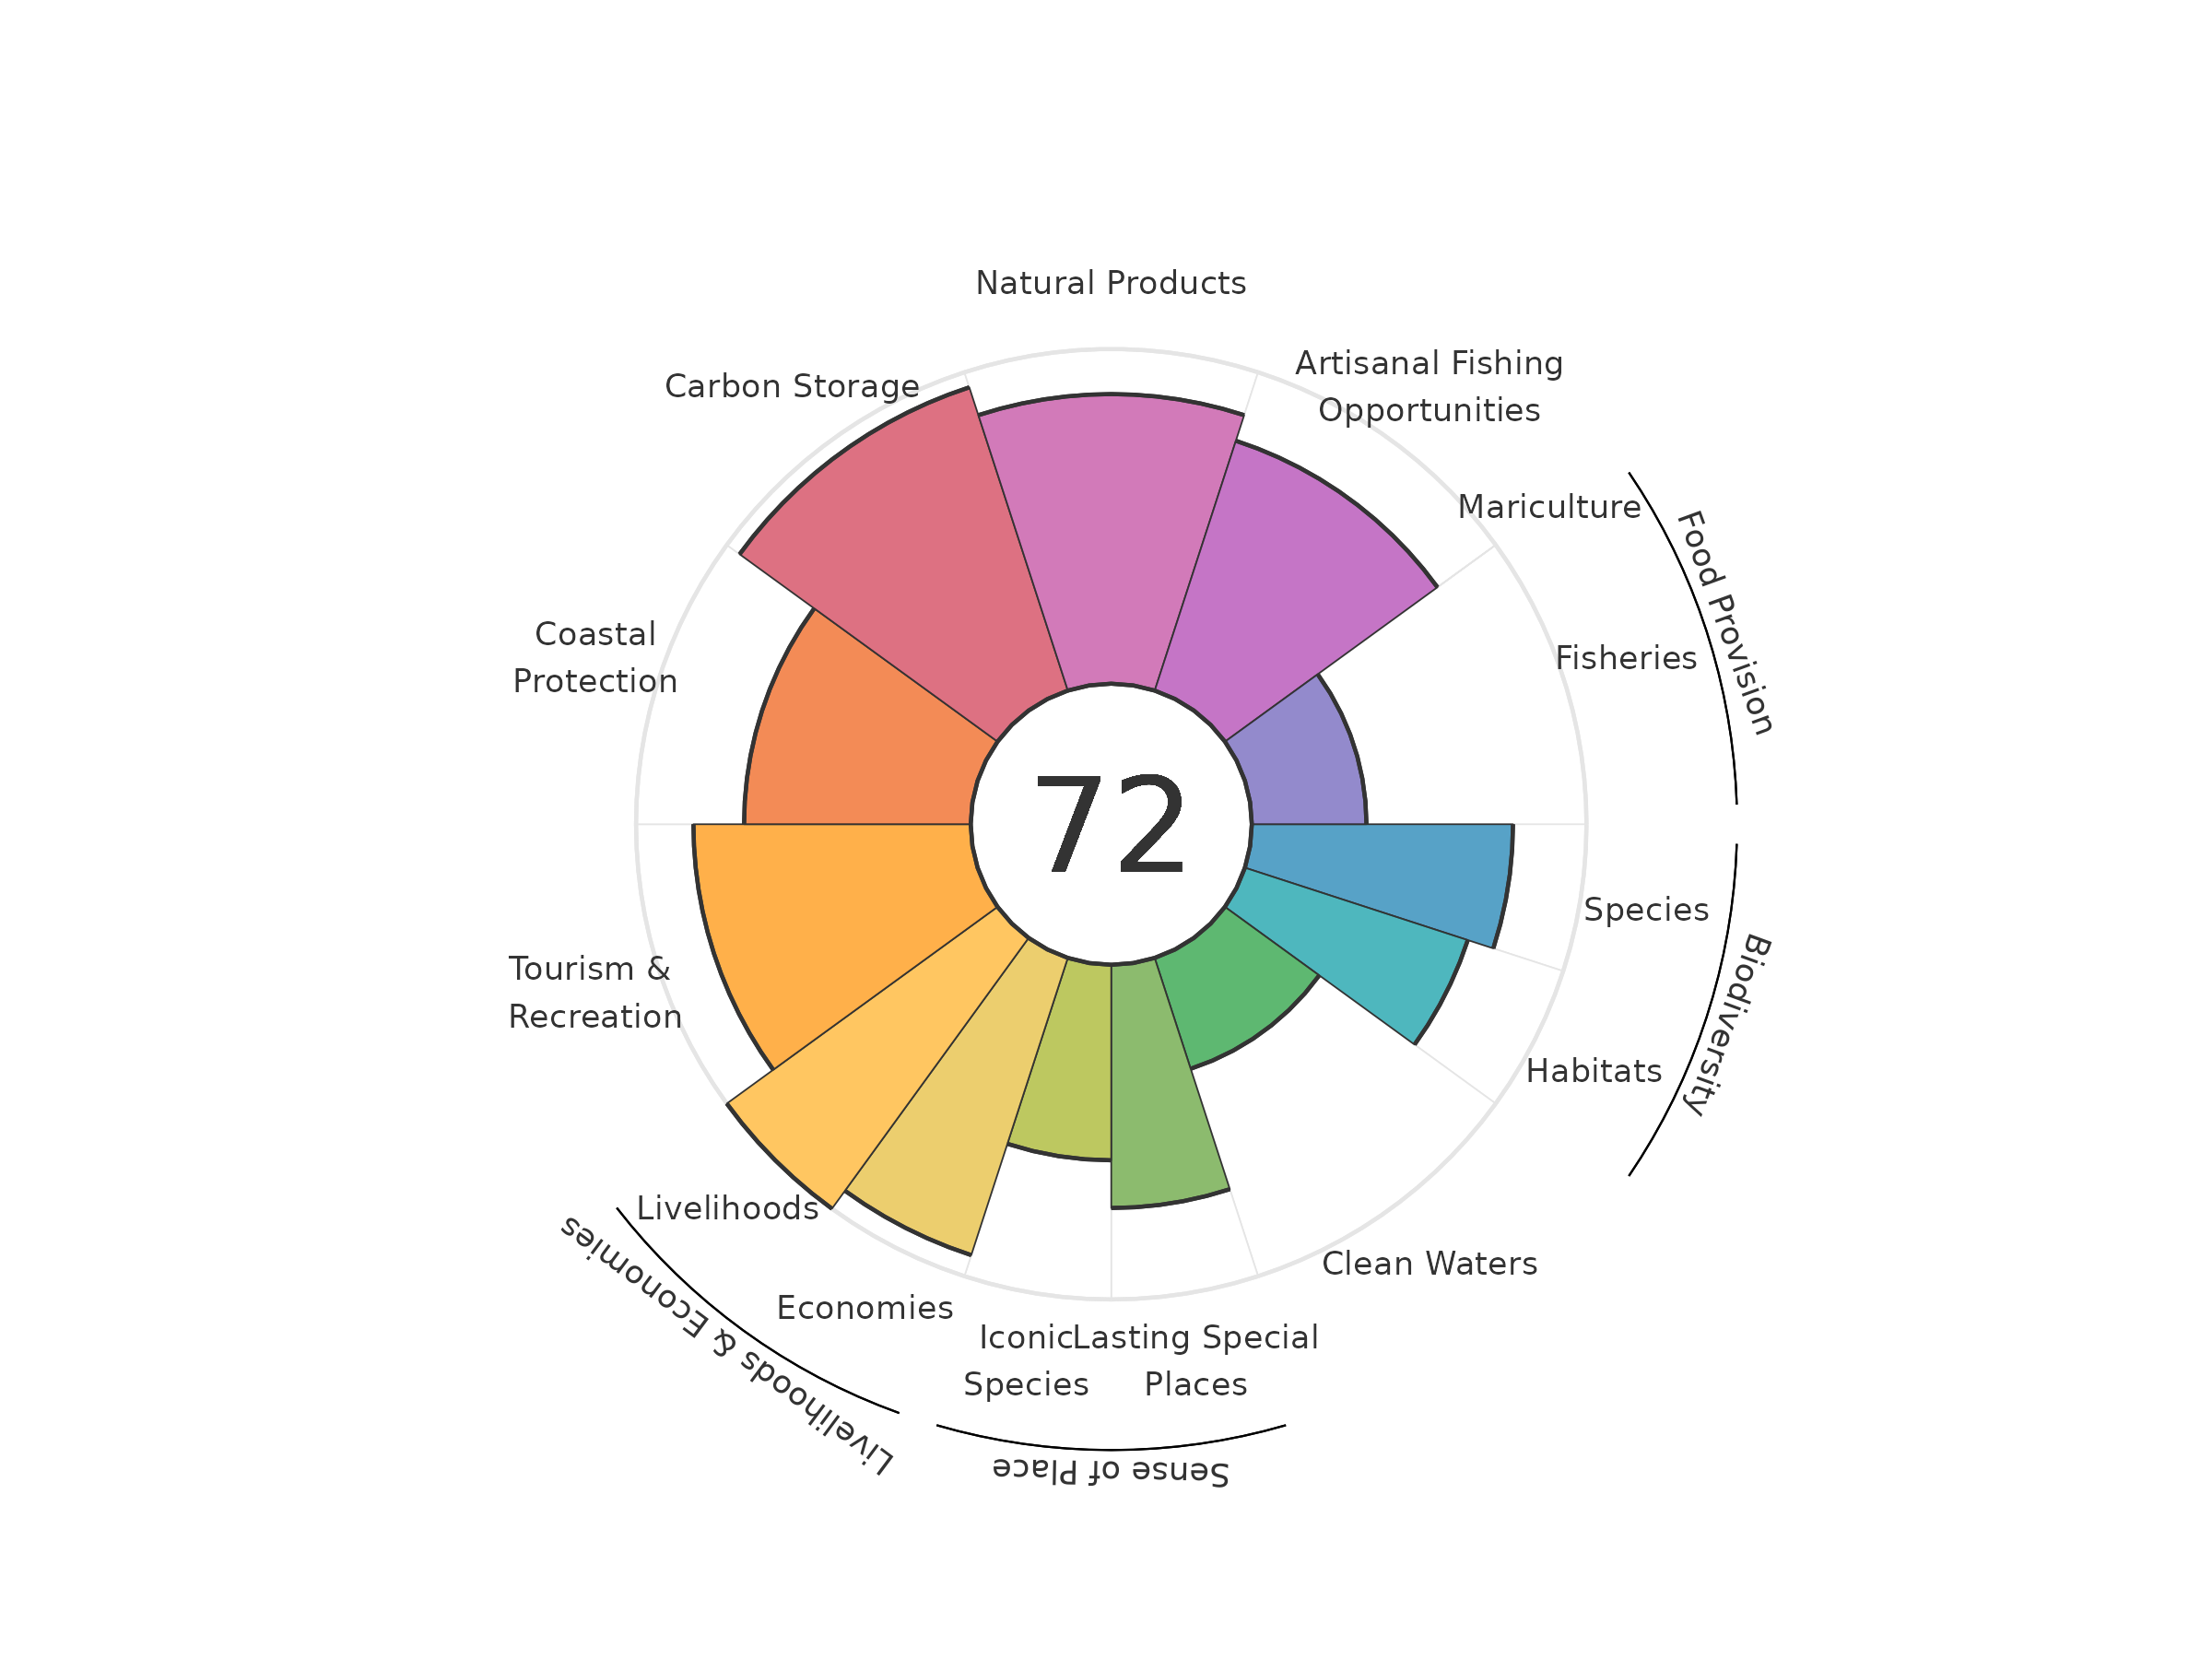 Natural Products
Artisanal Fishing
Opportunities
Carbon Storage
Mariculture
Food Provision
Coastal
Protection
Fisheries
72
Species
Biodiversity
Tourism &
Recreation
Habitats
Livelihoods
Clean Waters
Livelihoods & Economies
Economies
Iconic
Species
Lasting Special
Places
Sense of Place